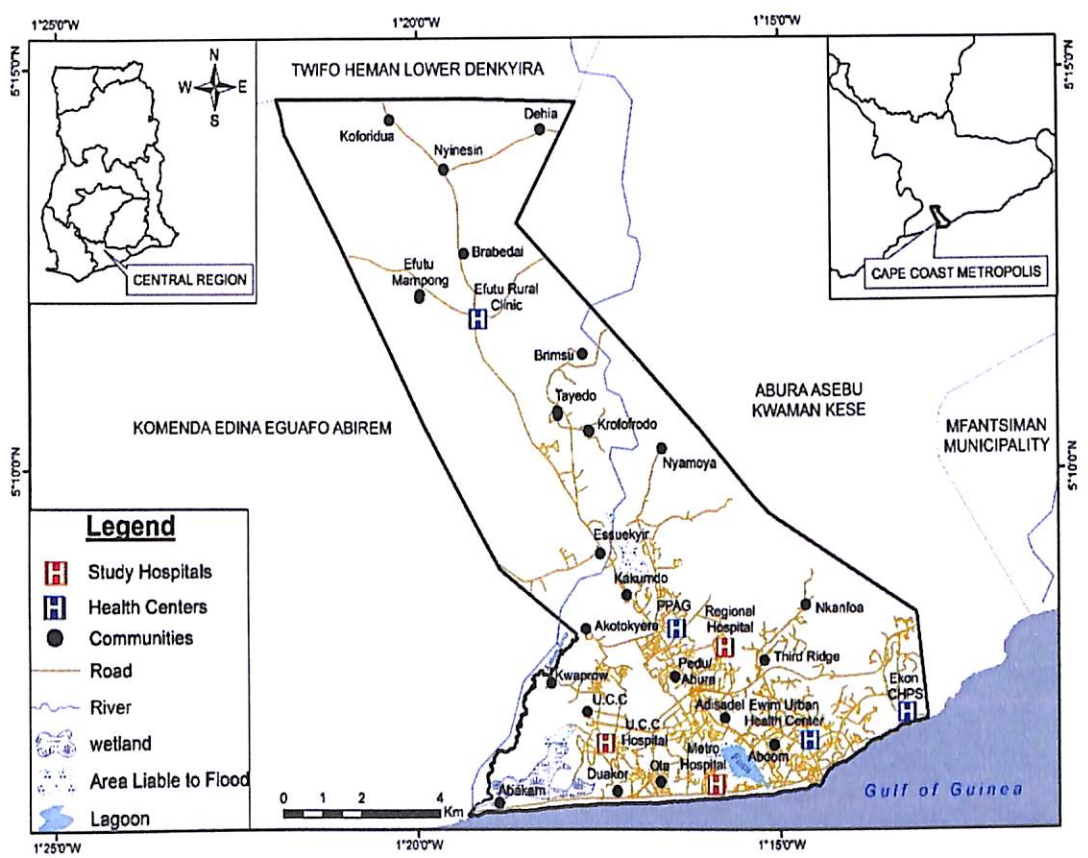 1°25'0"W
1°20'0"W
1°15'0"W
5°15'0"N
5°15'0"N
N
W
E
S
CENTRAL REGION
TWIFO HEMAN LOWER DENKYIRA
CAPE COAST METROPOLIS
Koforidua
Dehia
Nyinesin
Brabedai
Efutu
Mampong
Efutu Rural
Clinic
H
Brimsu
Tayedo
Krofofrodo
Nyamoya
KOMENDA EDINA EGUAFO ABIREM
ABURA ASEBU
KWAMAN KESE
MFANTSIMAN
MUNICIPALITY
5°10'0"N
5°10'0"N
Essuekyir
Kakumdo
PPAG
H
Regional
Hospital
H
Nkanfoa
Akotokyere
Pedu/
Abura
Third Ridge
Kwaprow
Ekon
CHPS
H
U.C.C
U.C.C
Hospital
H
Adisadel
Ewim Urban
Health Center
H
Metro
Hospital
H
Aboom
Fosu
Ola
Duakor
Abakam
Gulf of Guinea
0 1 2 4
Km
Legend
H Study Hospitals
H Health Centers
Communities
Road
River
wetland
Area Liable to Flood
Lagoon
1°25'0"W
1°20'0"W
1°15'0"W